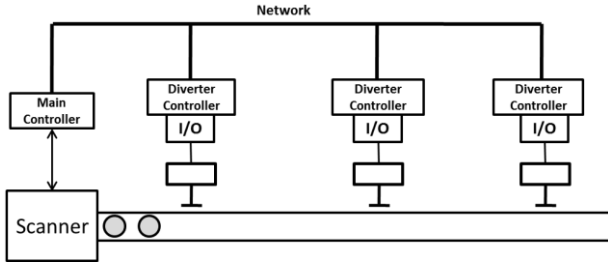 Network
Main
Controller
Diverter
Controller
I/O
Diverter
Controller
I/O
Diverter
Controller
I/O
Scanner